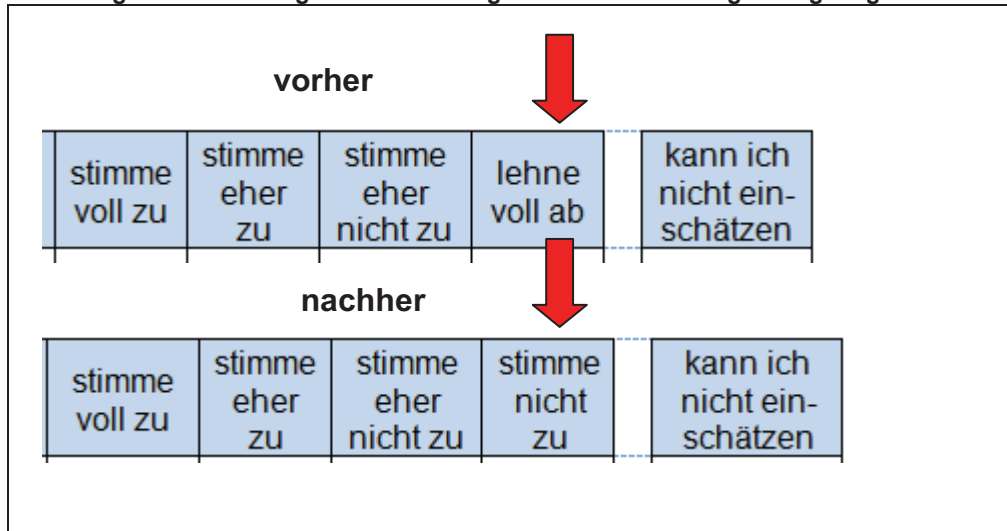 vorher
stimme voll zu
stimme eher zu
stimme eher nicht zu
lehne voll ab
kann ich nicht ein-schätzen
nachher
stimme voll zu
stimme eher zu
stimme eher nicht zu
stimme nicht zu
kann ich nicht ein-schätzen